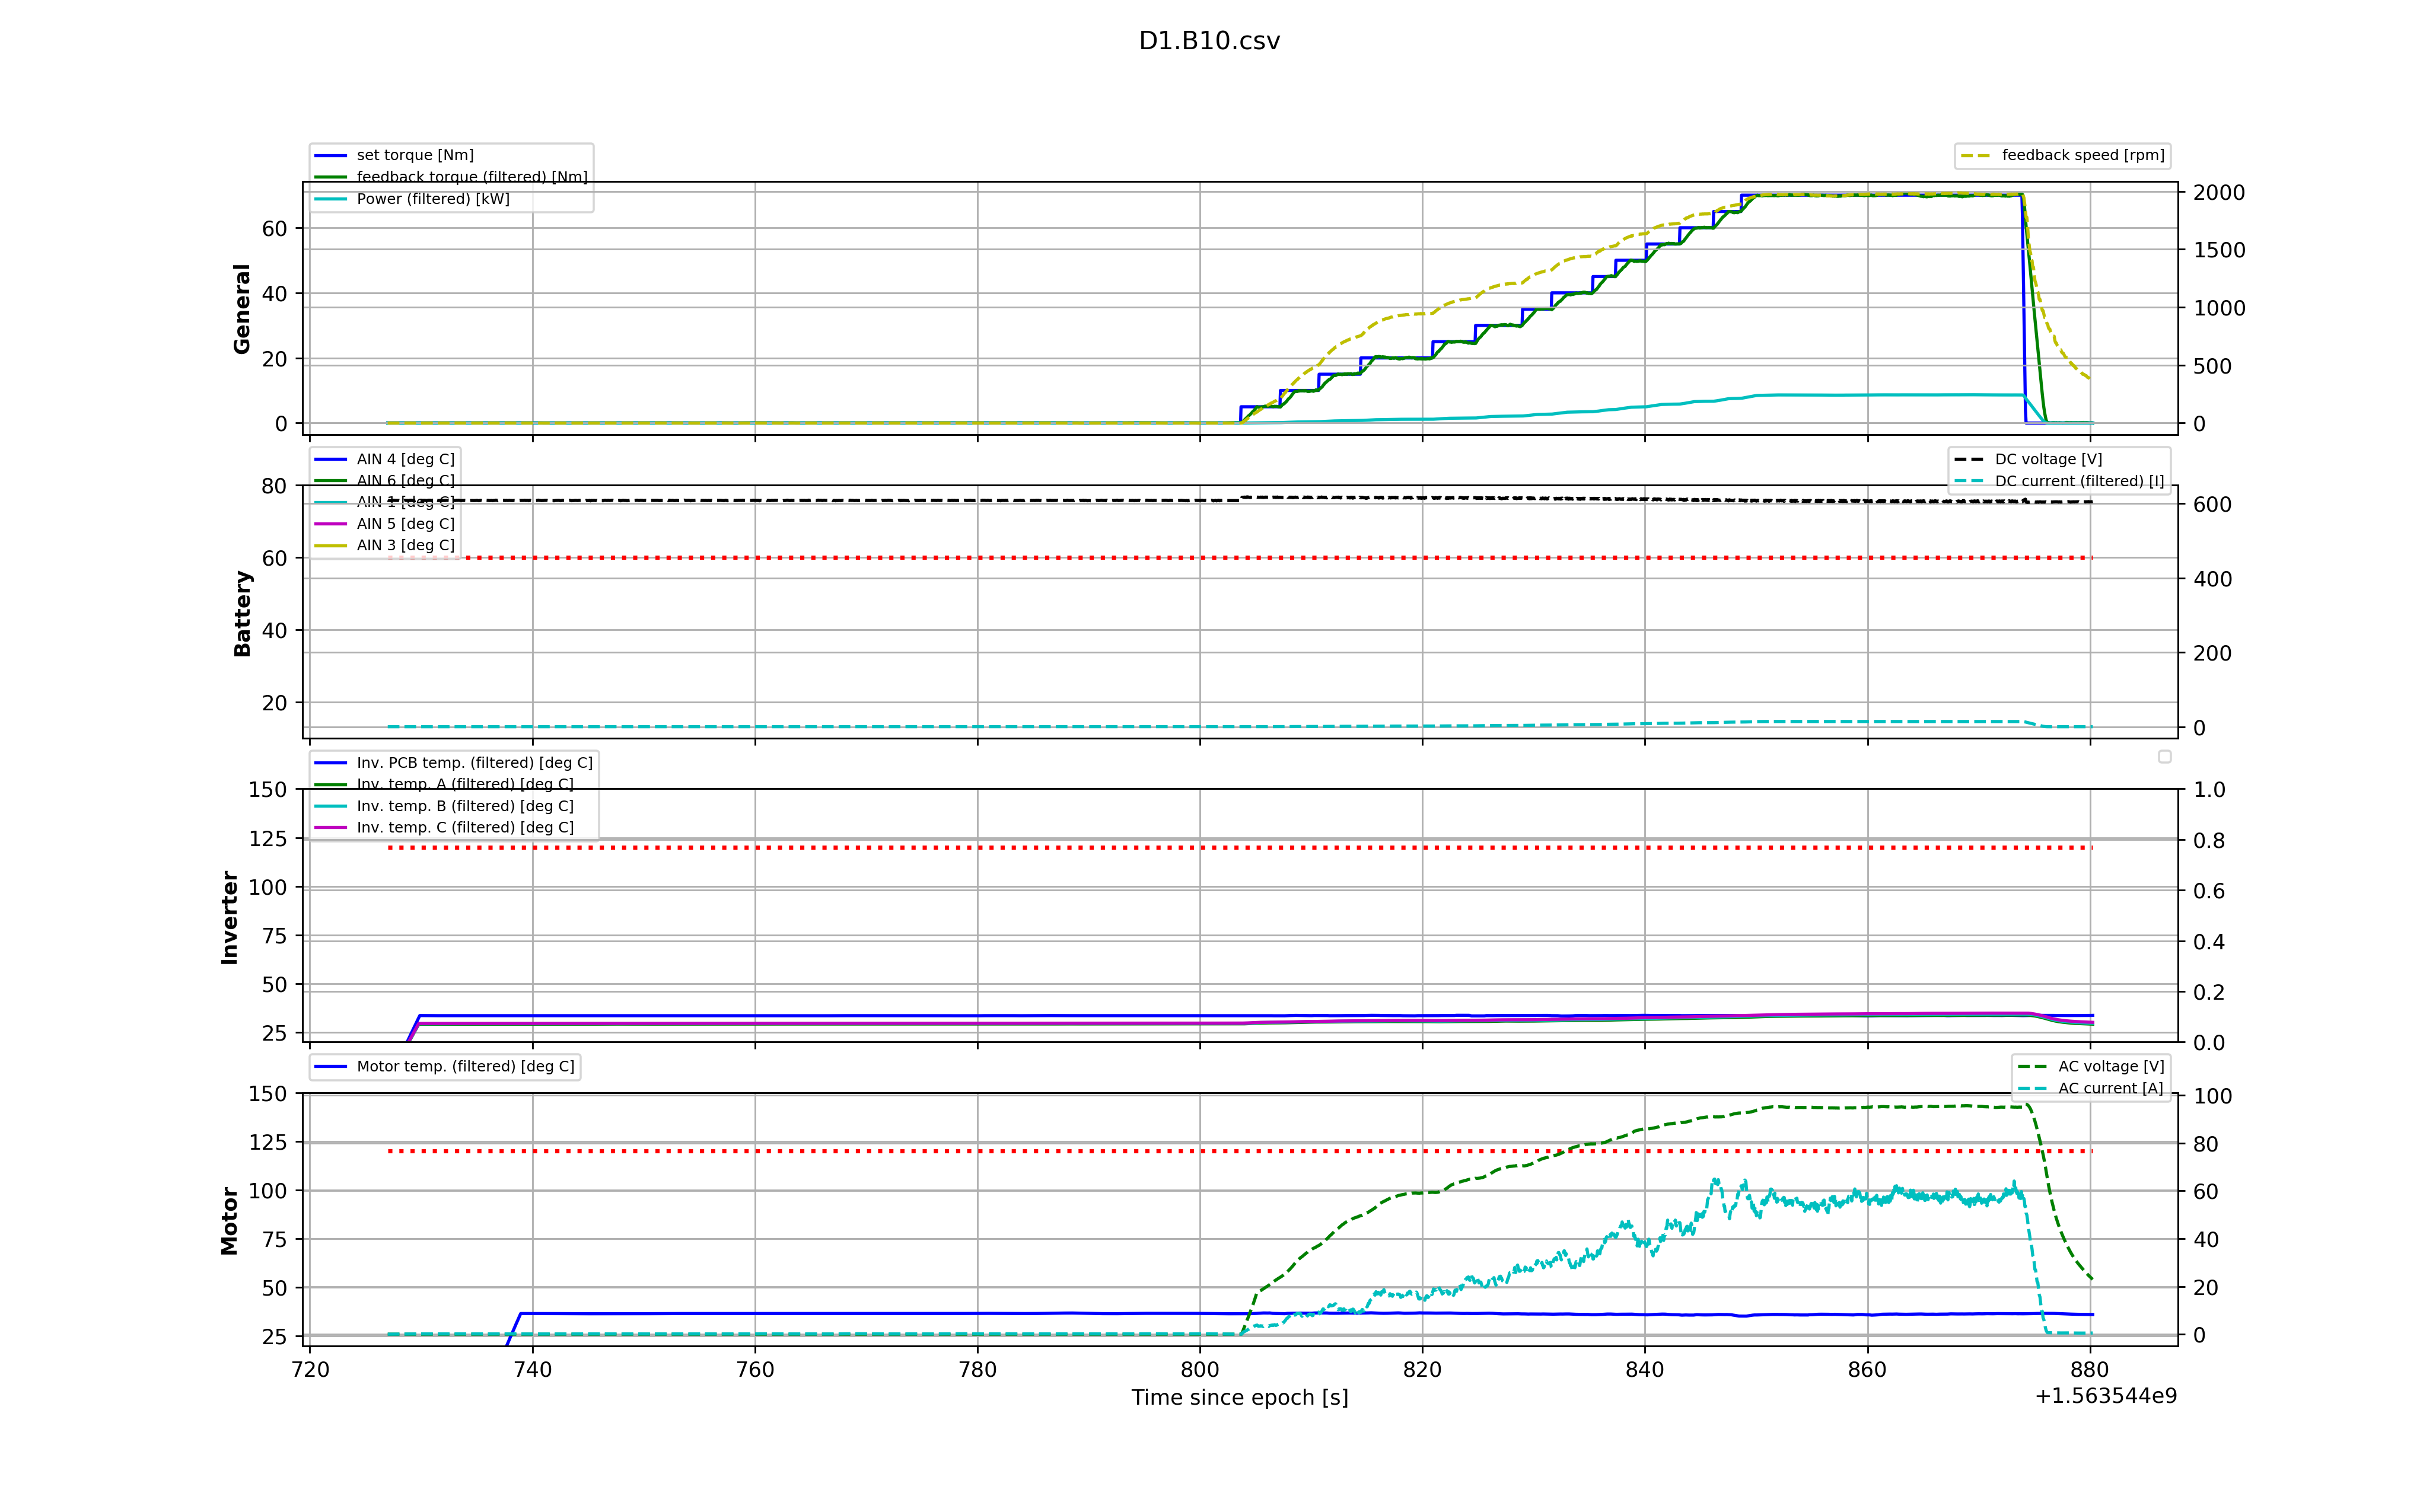 D1.B10.csv
set torque [Nm]
feedback torque (filtered) [Nm]
Power (filtered) [kW]
feedback speed [rpm]
General
60
40
20
0
2000
1500
1000
500
0
AIN 4 [deg C]
AIN 6 [deg C]
AIN 1 [deg C]
AIN 5 [deg C]
AIN 3 [deg C]
DC voltage [V]
DC current (filtered) [I]
Battery
80
60
40
20
600
400
200
0
Inv. PCB temp. (filtered) [deg C]
Inv. temp. A (filtered) [deg C]
Inv. temp. B (filtered) [deg C]
Inv. temp. C (filtered) [deg C]
Inverter
150
125
100
75
50
25
1.0
0.8
0.6
0.4
0.2
0.0
Motor temp. (filtered) [deg C]
AC voltage [V]
AC current [A]
Motor
150
125
100
75
50
25
100
80
60
40
20
0
720 740 760 780 800 820 840 860 880
Time since epoch [s]
+1.563544e9